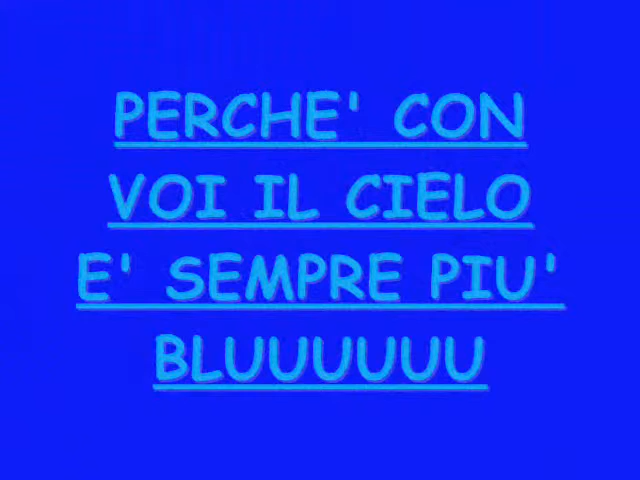 PERCHE' CON
VOI IL CIELO
E' SEMPRE PIU'
BLUUUUUU